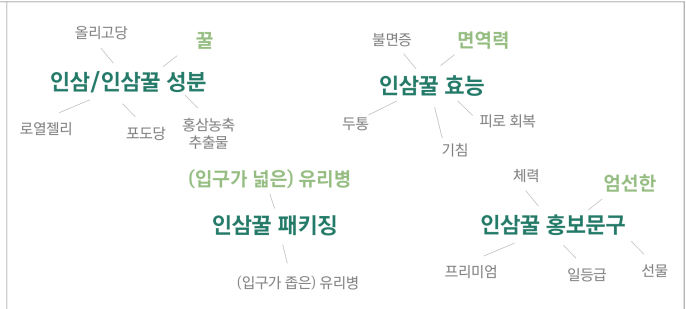 올리고당
꿀
인삼/인삼꿀 성분
로열젤리
포도당
홍삼농축
추출물
불면증
면역력
인삼꿀 효능
두통
기침
피로 회복
(입구가 넓은) 유리병
인삼꿀 패키징
(입구가 좁은) 유리병
체력
엄선한
인삼꿀 홍보문구
프리미엄
일등급
선물